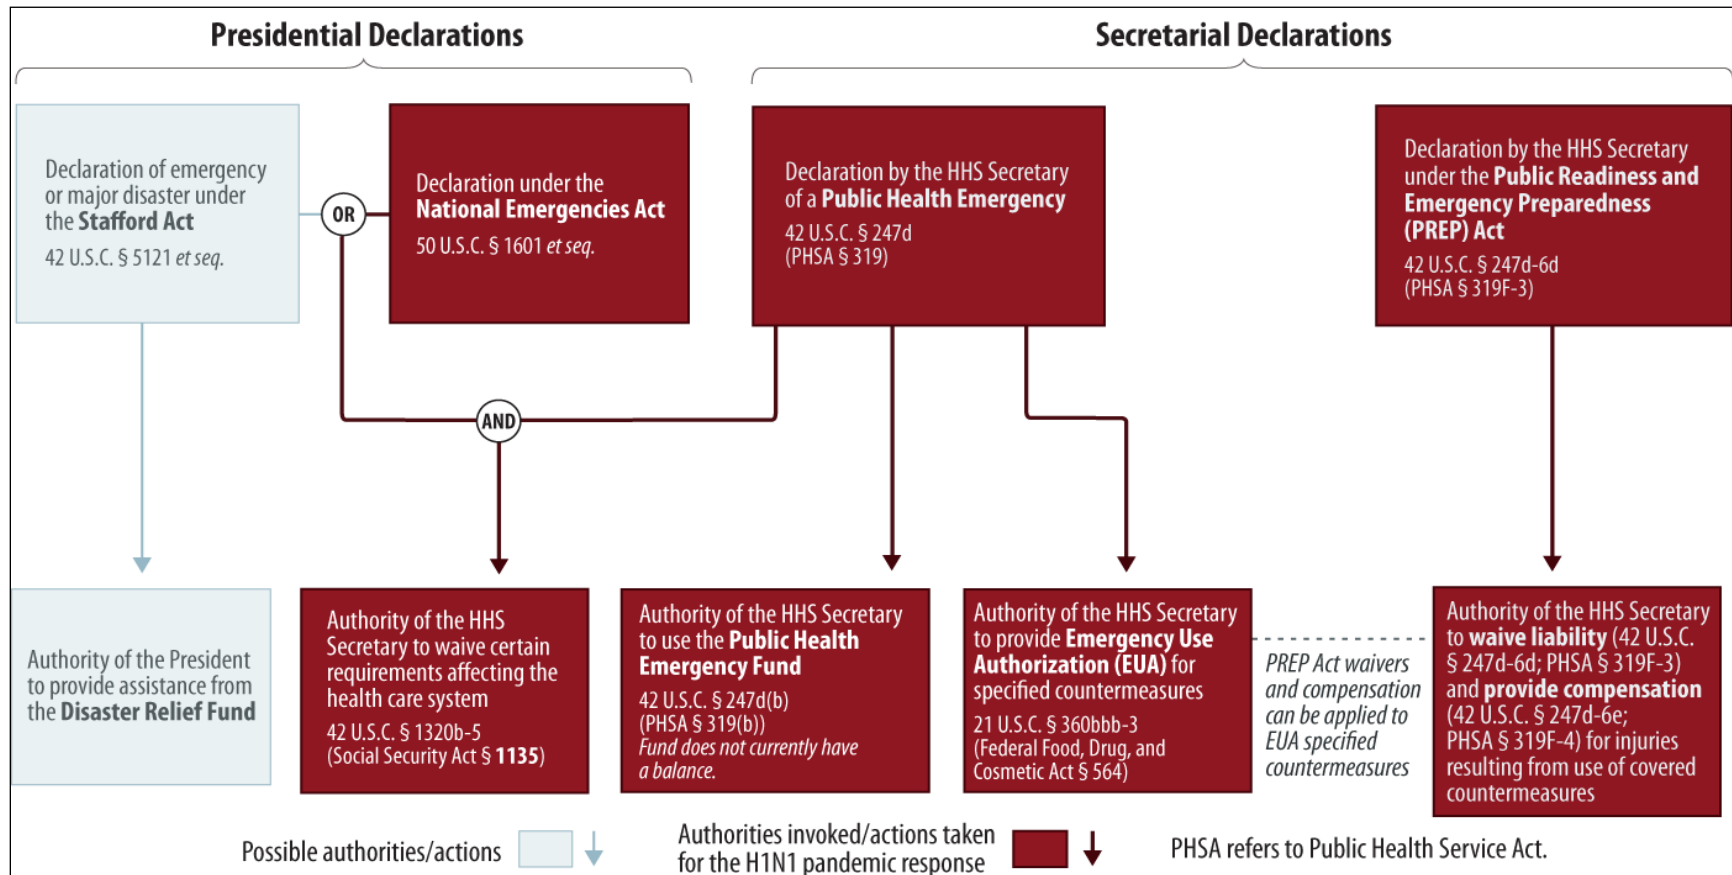 Presidential Declarations
Secretarial Declarations
Declaration of emergency
or major disaster under
the Stafford Act
42 U.S.C. § 5121 et seq.
OR
Declaration under the
National Emergencies Act
50 U.S.C. § 1601 et seq.
Declaration by the HHS Secretary
of a Public Health Emergency
42 U.S.C. § 247d
(PHSA § 319)
Declaration by the HHS Secretary
under the Public Readiness and
Emergency Preparedness
(PREP) Act
42 U.S.C. § 247d-6d
(PHSA § 319F-3)
AND
Authority of the President
to provide assistance from
the Disaster Relief Fund
Authority of the HHS
Secretary to waive certain
requirements affecting the
health care system
42 U.S.C. § 1320b-5
(Social Security Act § 1135)
Authority of the HHS Secretary
to use the Public Health
Emergency Fund
42 U.S.C. § 247d(b)
(PHSA § 319(b))
Fund does not currently have
a balance.
Authority of the HHS Secretary
to provide Emergency Use
Authorization (EUA) for
specified countermeasures
21 U.S.C. § 360bbb-3
(Federal Food, Drug, and
Cosmetic Act § 564)
PREP Act waivers
and compensation
can be applied to
EUA specified
countermeasures
Authority of the HHS Secretary
to waive liability (42 U.S.C.
§ 247d-6d; PHSA § 319F-3)
and provide compensation
(42 U.S.C. § 247d-6e;
PHSA § 319F-4) for injuries
resulting from use of covered
countermeasures
Possible authorities/actions
Authorities invoked/actions taken
for the H1N1 pandemic response
PHSA refers to Public Health Service Act.